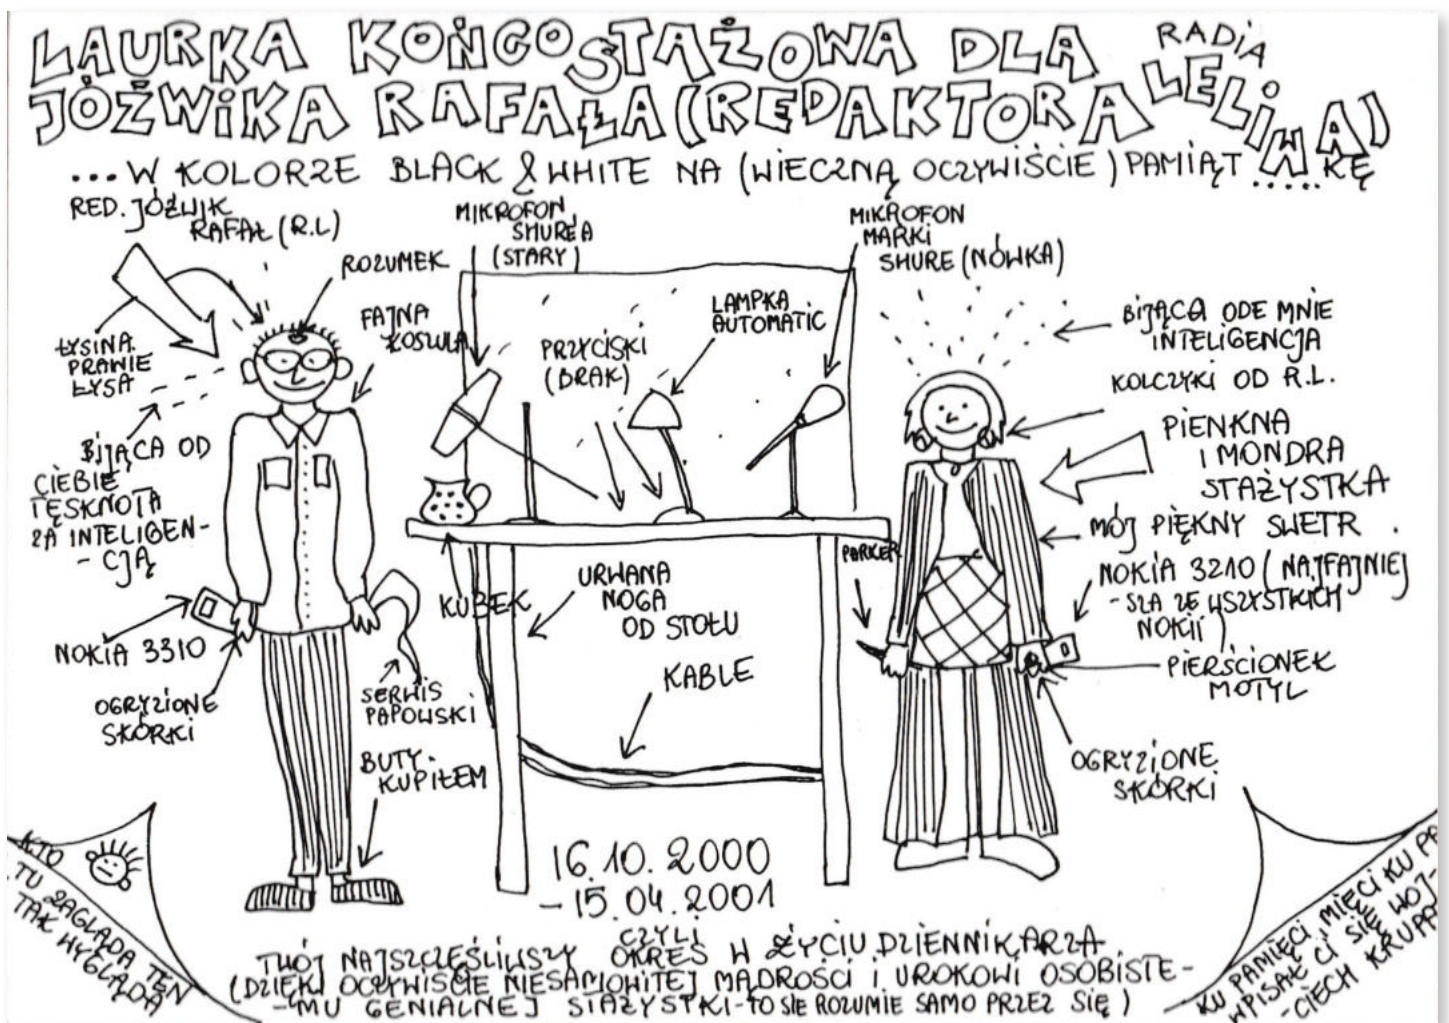 LAURKA KOŃCOSTAŻOWA DLA
JÓŹWIKA RAFAŁA (REDAKTORA
RADIA
LELIWA)
...W KOLORZE BLACK & WHITE NA (WIECZNĄ OCZYWIŚCIE) PAMIĄT......KĘ
RED. JÓŹWIK
RAFAŁ (R.L)
ROZUMEK
FAJNA
KOSZULA
ŁYSINA
PRAWIE
ŁYSA
BIJĄCA OD
CIEBIE
TĘSKNOTA
ZA INTELIGEN-
-CJĄ
NOKIA 3310
OGRYZIONE
SKÓRKI
SERWIS
PAPOWSKI
BUTY-
KUPIŁEM
MIKROFON
SHURE'A
(STARY)
PRZYCISKI
(BRAK)
LAMPKA
AUTOMATIC
MIKROFON
MARKI
SHURE (NÓWKA)
KUBEK
URWANA
NOGA
OD STOŁU
KABLE
PARKER
BIJĄCA ODE MNIE
INTELIGENCJA
KOLCZYKI OD R.L.
PIENKNA
I MONDRA
STAŻYSTKA
MÓJ PIĘKNY SWETR
NOKIA 3210 (NAJFAJNIEJ
-SZA ZE WSZYSTKICH
NOKII)
PIERŚCIONEK
MOTYL
OGRYZIONE
SKÓRKI
16.10.2000
-15.04.2001
CZYLI
TWÓJ NAJSZCZĘŚLIWSZY OKRES W ŻYCIU DZIENNIKARZA
(DZIĘKI OCZYWIŚCIE NIESAMOWITEJ MĄDROŚCI I UROKOWI OSOBISTE-
-MU GENIALNEJ STAŻYSTKI-TO SIE ROZUMIE SAMO PRZEZ SIĘ)
KTO
TU ZAGLĄDA TEN
TAK WYGLĄDA
KU PAMIĘCI, MIĘCI KU
WPISAŁ CI SIĘ WOJ-
-CIECH KRUPA